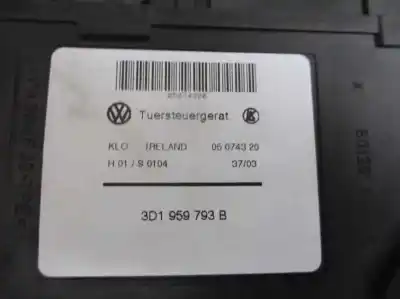 Tuersteuergerat
KLO IRELAND 05 0743 20
H 01 / S 0104 37/03
3D1 959 793 B